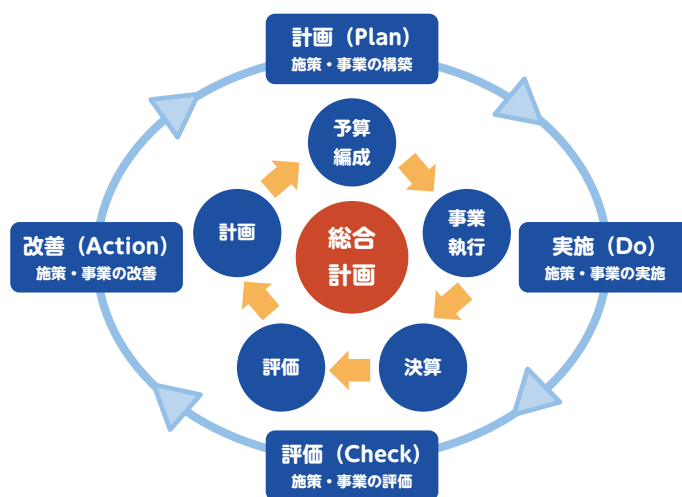 計画（Plan）
施策・事業の構築
予算
編成
計画
事業
執行
総合
計画
改善（Action）
施策・事業の改善
実施（Do）
施策・事業の実施
評価
決算
評価（Check）
施策・事業の評価